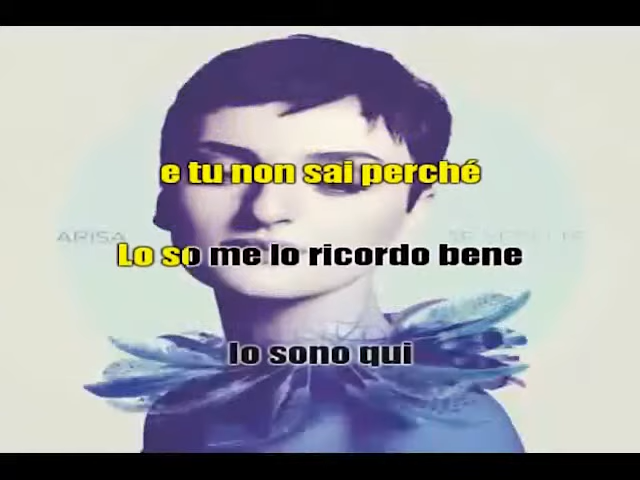 e tu non sai perché
ARISA
Lo so me lo ricordo bene
Io sono qui